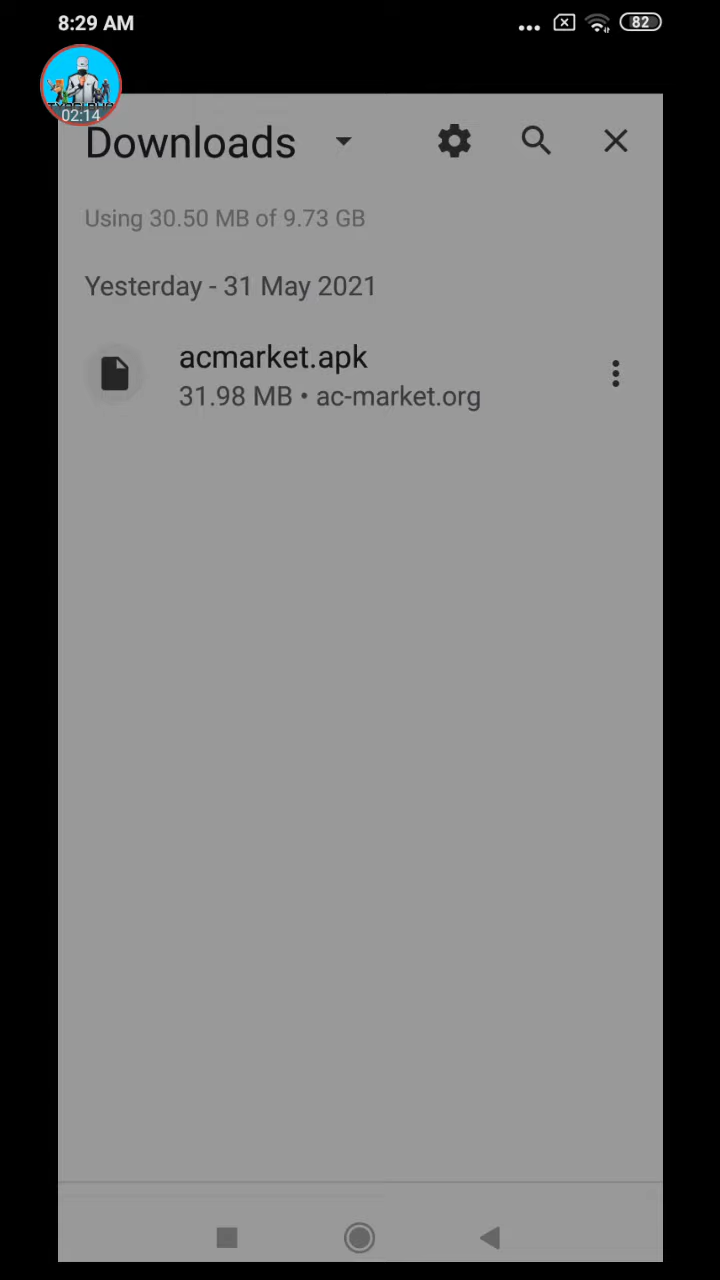 8:29 AM
82
02:14
Downloads
Using 30.50 MB of 9.73 GB
Yesterday - 31 May 2021
acmarket.apk
31.98 MB • ac-market.org